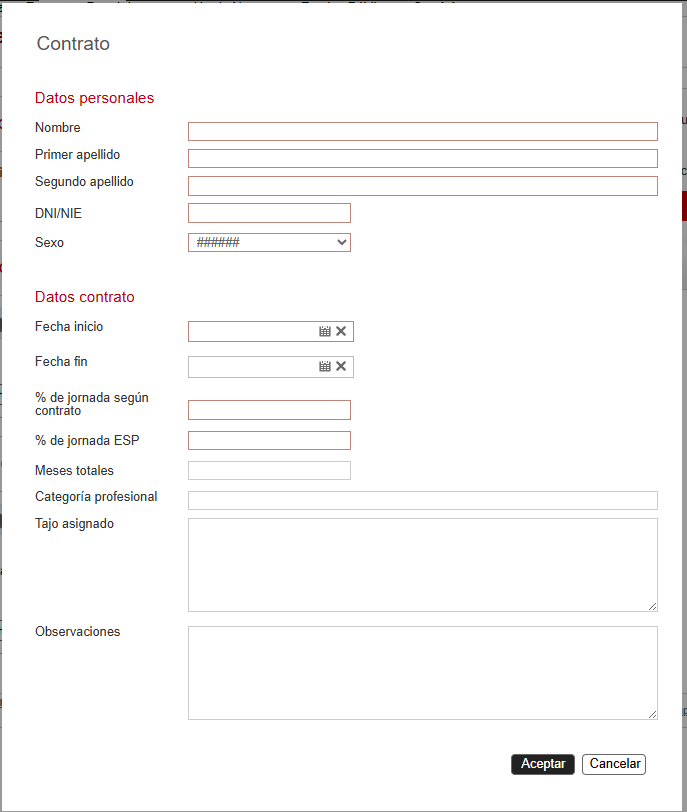 Contrato
Datos personales
Nombre
Primer apellido
Segundo apellido
DNI/NIE
Sexo
######
Datos contrato
Fecha inicio
Fecha fin
% de jornada según
contrato
% de jornada ESP
Meses totales
Categoría profesional
Tajo asignado
Observaciones
Aceptar
Cancelar